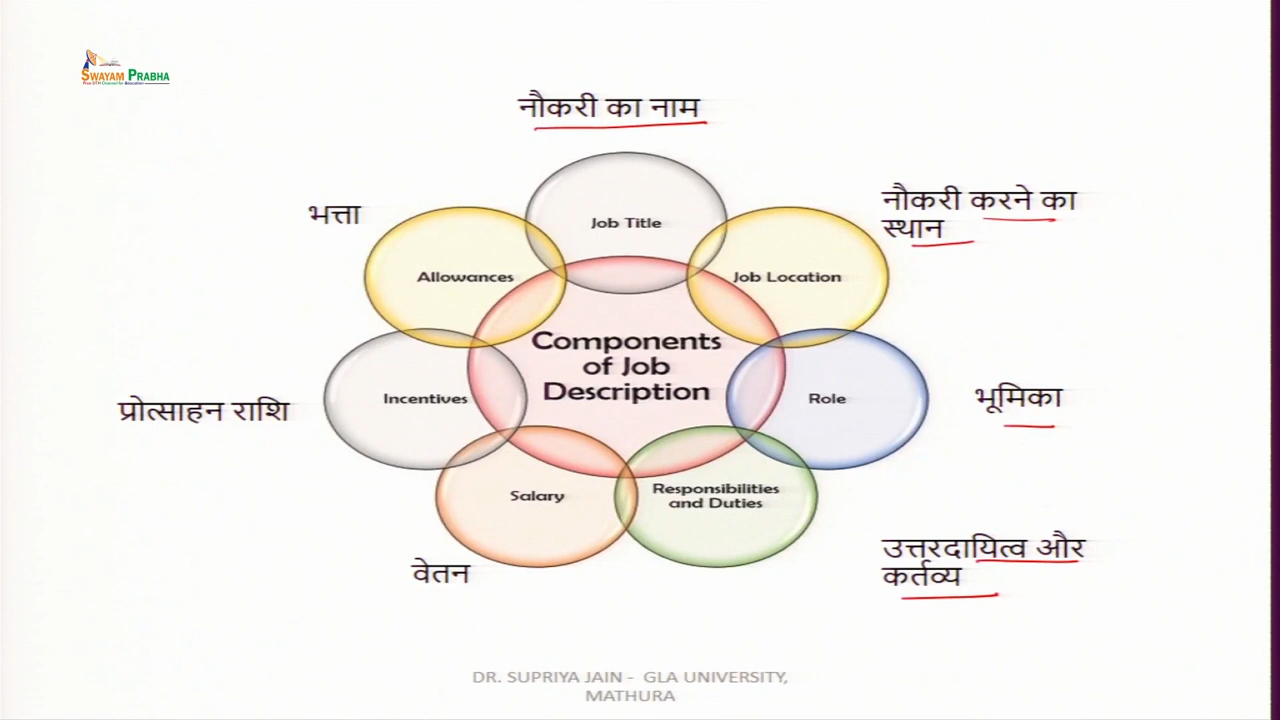 SWAYAM PRABHA
नौकरी का नाम
Job Title
भत्ता
Allowances
नौकरी करने का
स्थान
Job Location
Components
of Job
Description
प्रोत्साहन राशि
Incentives
Role
भूमिका
Salary
वेतन
Responsibilities
and Duties
उत्तरदायित्व और
कर्तव्य
DR. SUPRIYA JAIN - GLA UNIVERSITY,
MATHURA